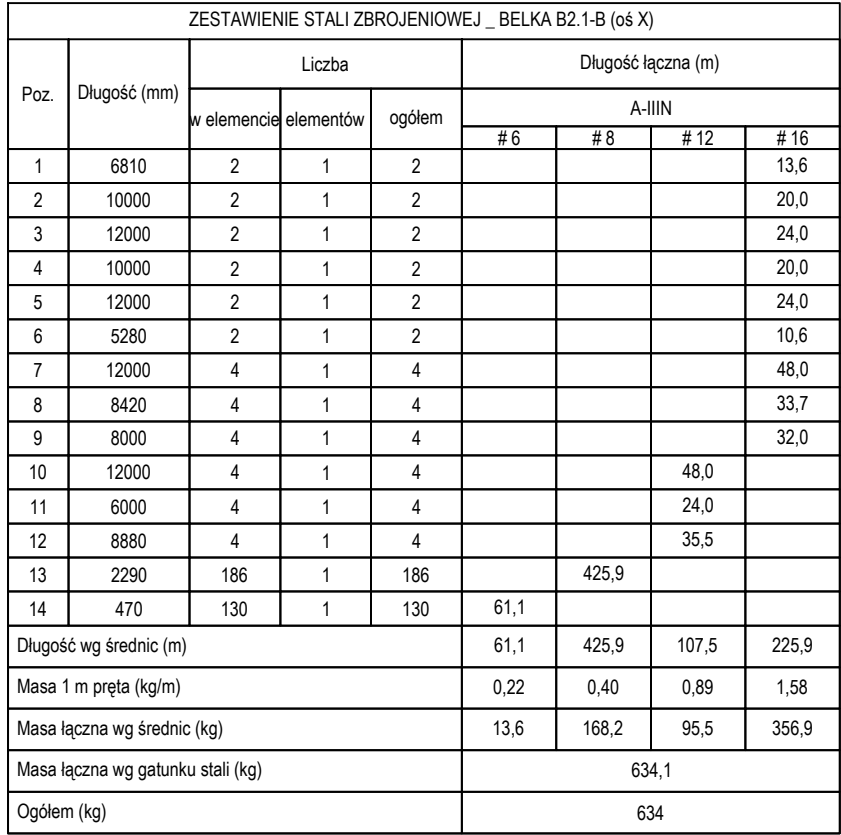 ZESTAWIENIE STALI ZBROJENIOWEJ _ BELKA B2.1-B (oś X)
Poz. Długość (mm) Liczba Długość łączna (m)
w elemencie elementów ogółem A-IIIN
# 6 # 8 # 12 # 16
1 6810 2 1 2 13,6
2 10000 2 1 2 20,0
3 12000 2 1 2 24,0
4 10000 2 1 2 20,0
5 12000 2 1 2 24,0
6 5280 2 1 2 10,6
7 12000 4 1 4 48,0
8 8420 4 1 4 33,7
9 8000 4 1 4 32,0
10 12000 4 1 4 48,0
11 6000 4 1 4 24,0
12 8880 4 1 4 35,5
13 2290 186 1 186 425,9
14 470 130 1 130 61,1
Długość wg średnic (m) 61,1 425,9 107,5 225,9
Masa 1 m pręta (kg/m) 0,22 0,40 0,89 1,58
Masa łączna wg średnic (kg) 13,6 168,2 95,5 356,9
Masa łączna wg gatunku stali (kg) 634,1
Ogółem (kg) 634